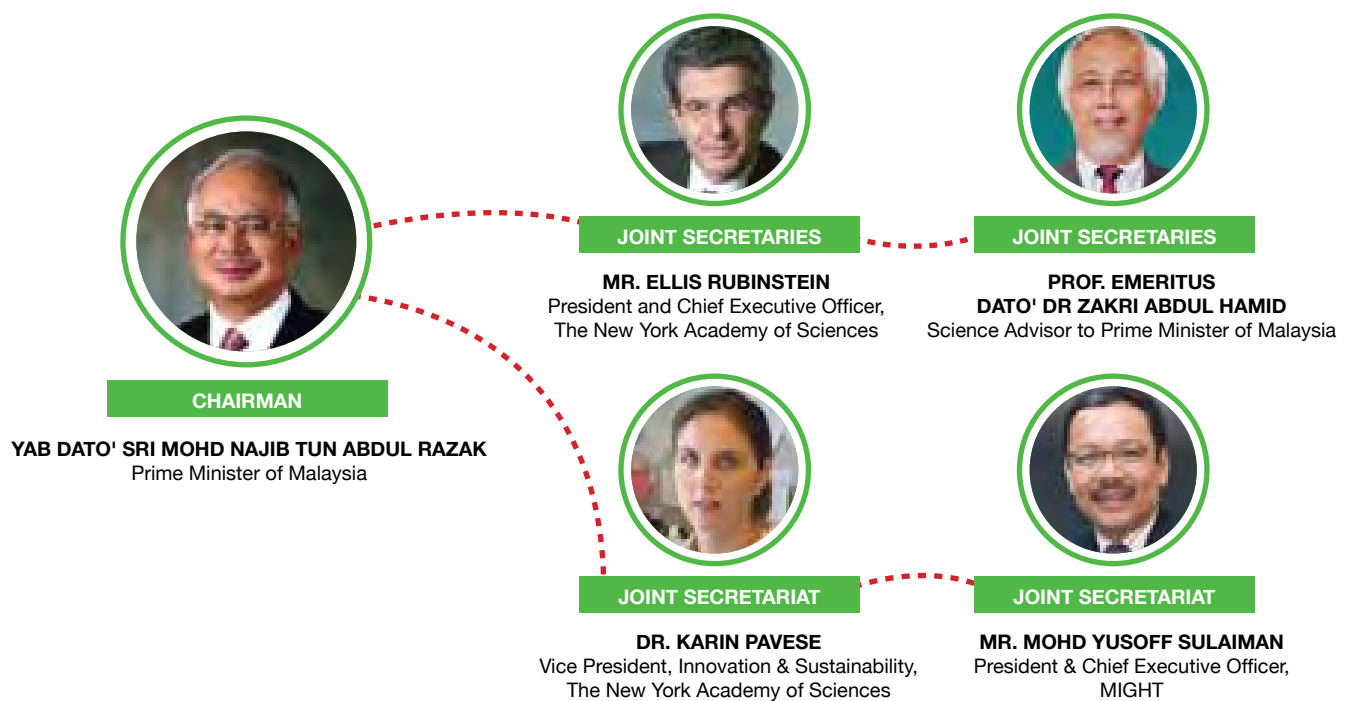 CHAIRMAN
YAB DATO' SRI MOHD NAJIB TUN ABDUL RAZAK
Prime Minister of Malaysia
JOINT SECRETARIES
MR. ELLIS RUBINSTEIN
President and Chief Executive Officer,
The New York Academy of Sciences
JOINT SECRETARIES
PROF. EMERITUS
DATO' DR ZAKRI ABDUL HAMID
Science Advisor to Prime Minister of Malaysia
JOINT SECRETARIAT
DR. KARIN PAVESE
Vice President, Innovation & Sustainability,
The New York Academy of Sciences
JOINT SECRETARIAT
MR. MOHD YUSOFF SULAIMAN
President & Chief Executive Officer,
MIGHT